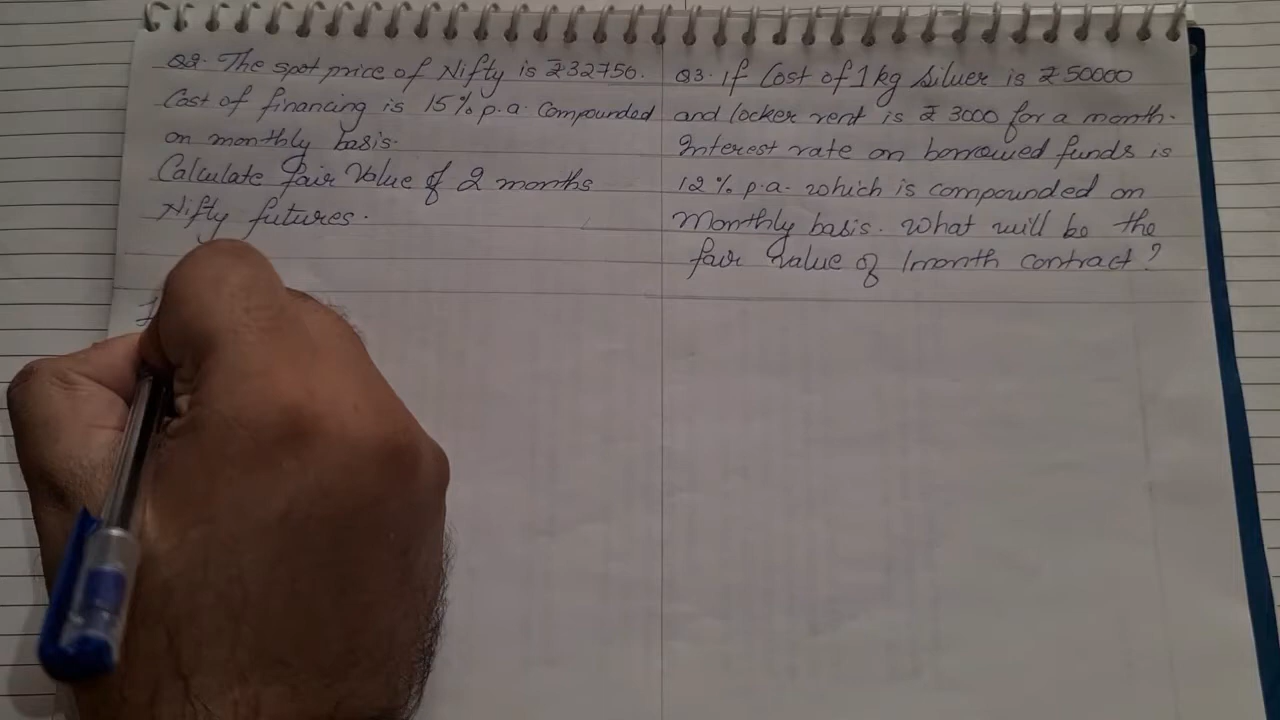 Q2. The spot price of Nifty is ₹32750.
Cost of financing is 15% p.a. Compounded
on monthly basis.
Calculate fair Value of 2 months
Nifty futures.
Q3. If Cost of 1 kg Silver is ₹50000
and locker rent is ₹3000 for a month.
Interest rate on borrowed funds is
12% p.a. which is compounded on
Monthly basis. What will be the
fair value of 1month contract?